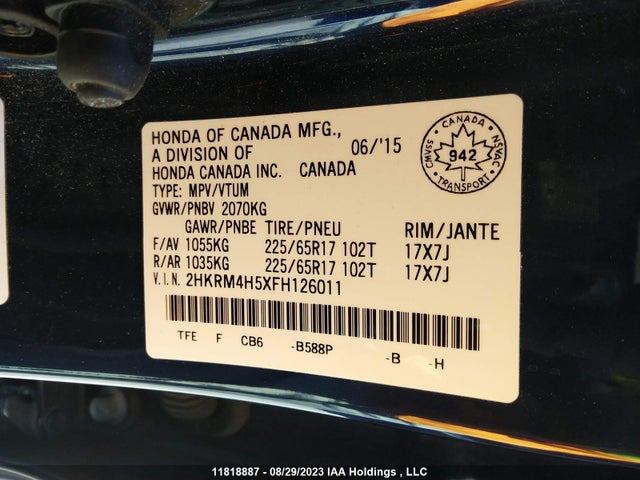 HONDA OF CANADA MFG.,
A DIVISION OF 06/'15
HONDA CANADA INC. CANADA
TYPE: MPV/VTUM
GVWR/PNBV 2070KG
GAWR/PNBE TIRE/PNEU RIM/JANTE
F/AV 1055KG 225/65R17 102T 17X7J
R/AR 1035KG 225/65R17 102T 17X7J
V.I.N. 2HKRM4H5XFH126011
TFE F CB6 -B588P -B -H
CANADA
CMVSS 942 NSVAC
TRANSPORT
11818887 - 08/29/2023 IAA Holdings , LLC